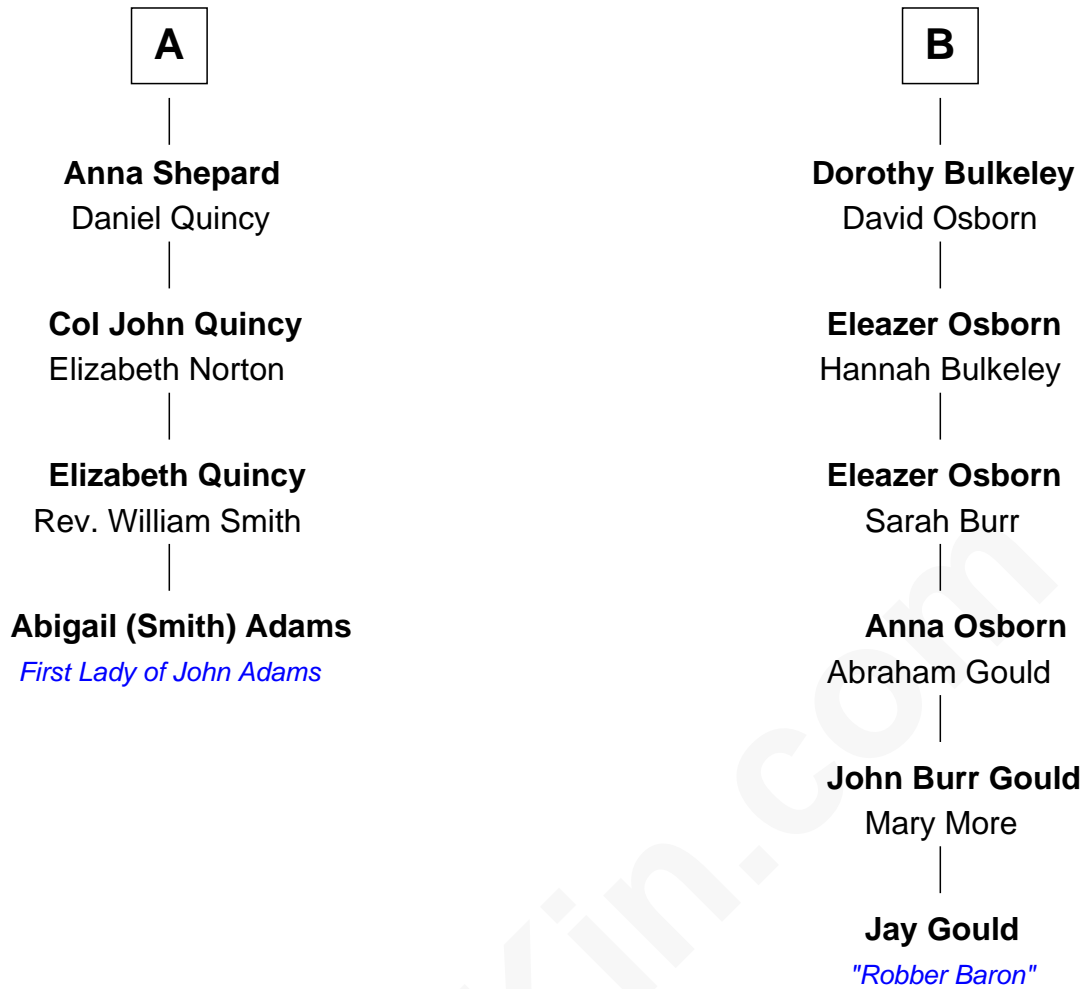 A
Anna Shepard
Daniel Quincy
Col John Quincy
Elizabeth Norton
Elizabeth Quincy
Rev. William Smith
Abigail (Smith) Adams
First Lady of John Adams
B
Dorothy Bulkeley
David Osborn
Eleazer Osborn
Hannah Bulkeley
Eleazer Osborn
Sarah Burr
Anna Osborn
Abraham Gould
John Burr Gould
Mary More
Jay Gould
"Robber Baron"
Kin.com